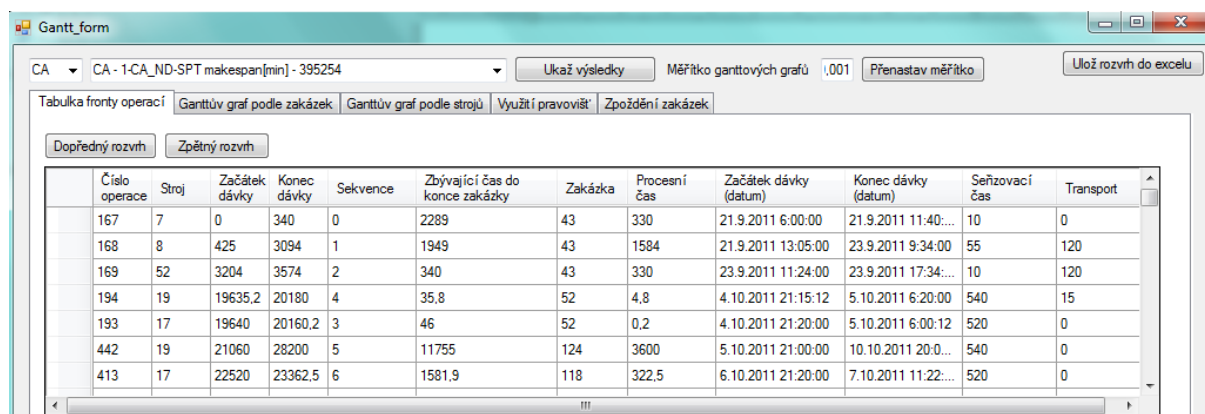 Gantt_form
CA CA - 1-CA_ND-SPT makespan[min] - 395254 Ukaž výsledky Měřítko ganttových grafů ,001 Přenastav měřítko Ulož rozvrh do excelu
Tabulka fronty operací Ganttův graf podle zakázek Ganttův graf podle strojů Využití pravovišť Zpoždění zakázek
Dopředný rozvrh Zpětný rozvrh
Číslo operace Stroj Začátek dávky Konec dávky Sekvence Zbývající čas do konce zakázky Zakázka Procesní čas Začátek dávky (datum) Konec dávky (datum) Seřizovací čas Transport
167 7 0 340 0 2289 43 330 21.9.2011 6:00:00 21.9.2011 11:40:... 10 0
168 8 425 3094 1 1949 43 1584 21.9.2011 13:05:00 23.9.2011 9:34:00 55 120
169 52 3204 3574 2 340 43 330 23.9.2011 11:24:00 23.9.2011 17:34:... 10 120
194 19 19635,2 20180 4 35,8 52 4,8 4.10.2011 21:15:12 5.10.2011 6:20:00 540 15
193 17 19640 20160,2 3 46 52 0,2 4.10.2011 21:20:00 5.10.2011 6:00:12 520 0
442 19 21060 28200 5 11755 124 3600 5.10.2011 21:00:00 10.10.2011 20:0... 540 0
413 17 22520 23362,5 6 1581,9 118 322,5 6.10.2011 21:20:00 7.10.2011 11:22:... 520 0